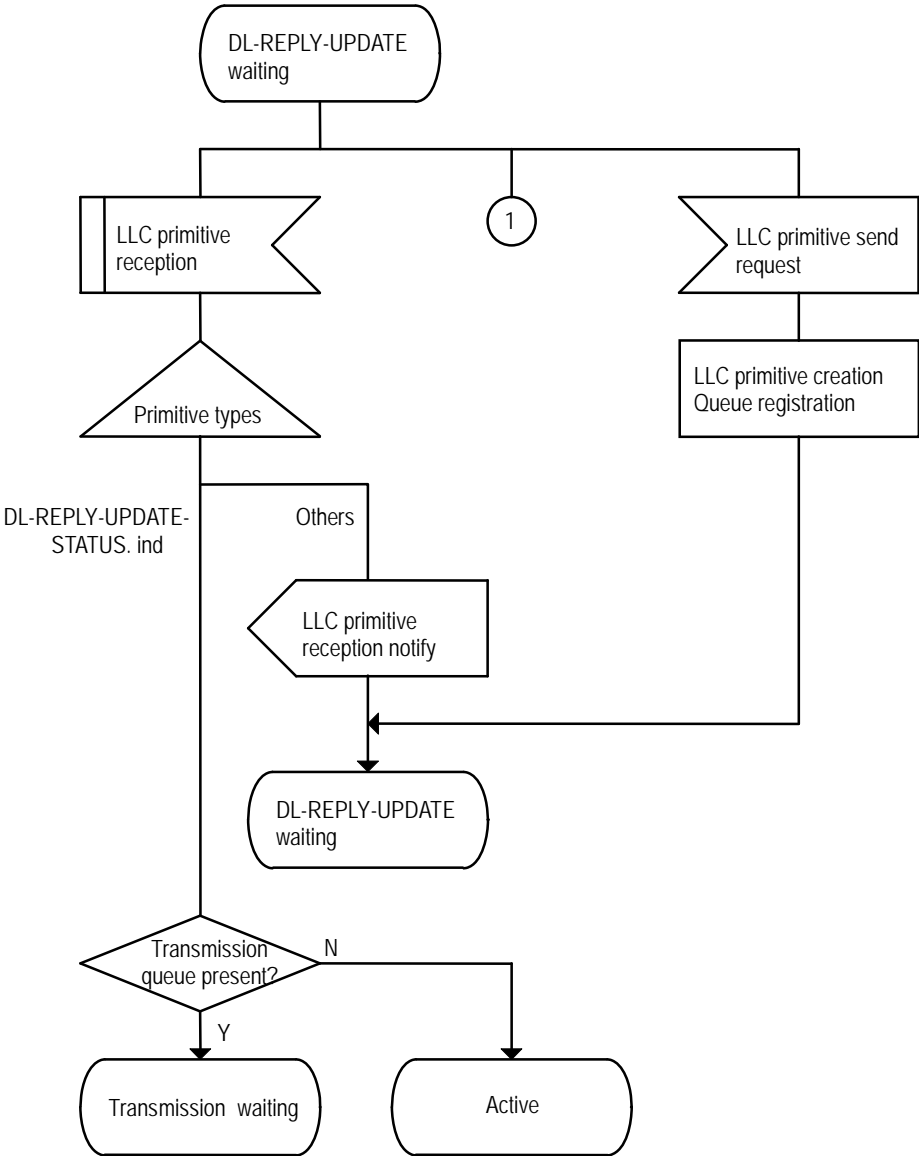 DL-REPLY-UPDATE
waiting
LLC primitive
reception
1
LLC primitive send
request
LLC primitive creation
Queue registration
Primitive types
DL-REPLY-UPDATE-
STATUS. ind
Others
LLC primitive
reception notify
DL-REPLY-UPDATE
waiting
Transmission
queue present?
N
Y
Transmission waiting
Active